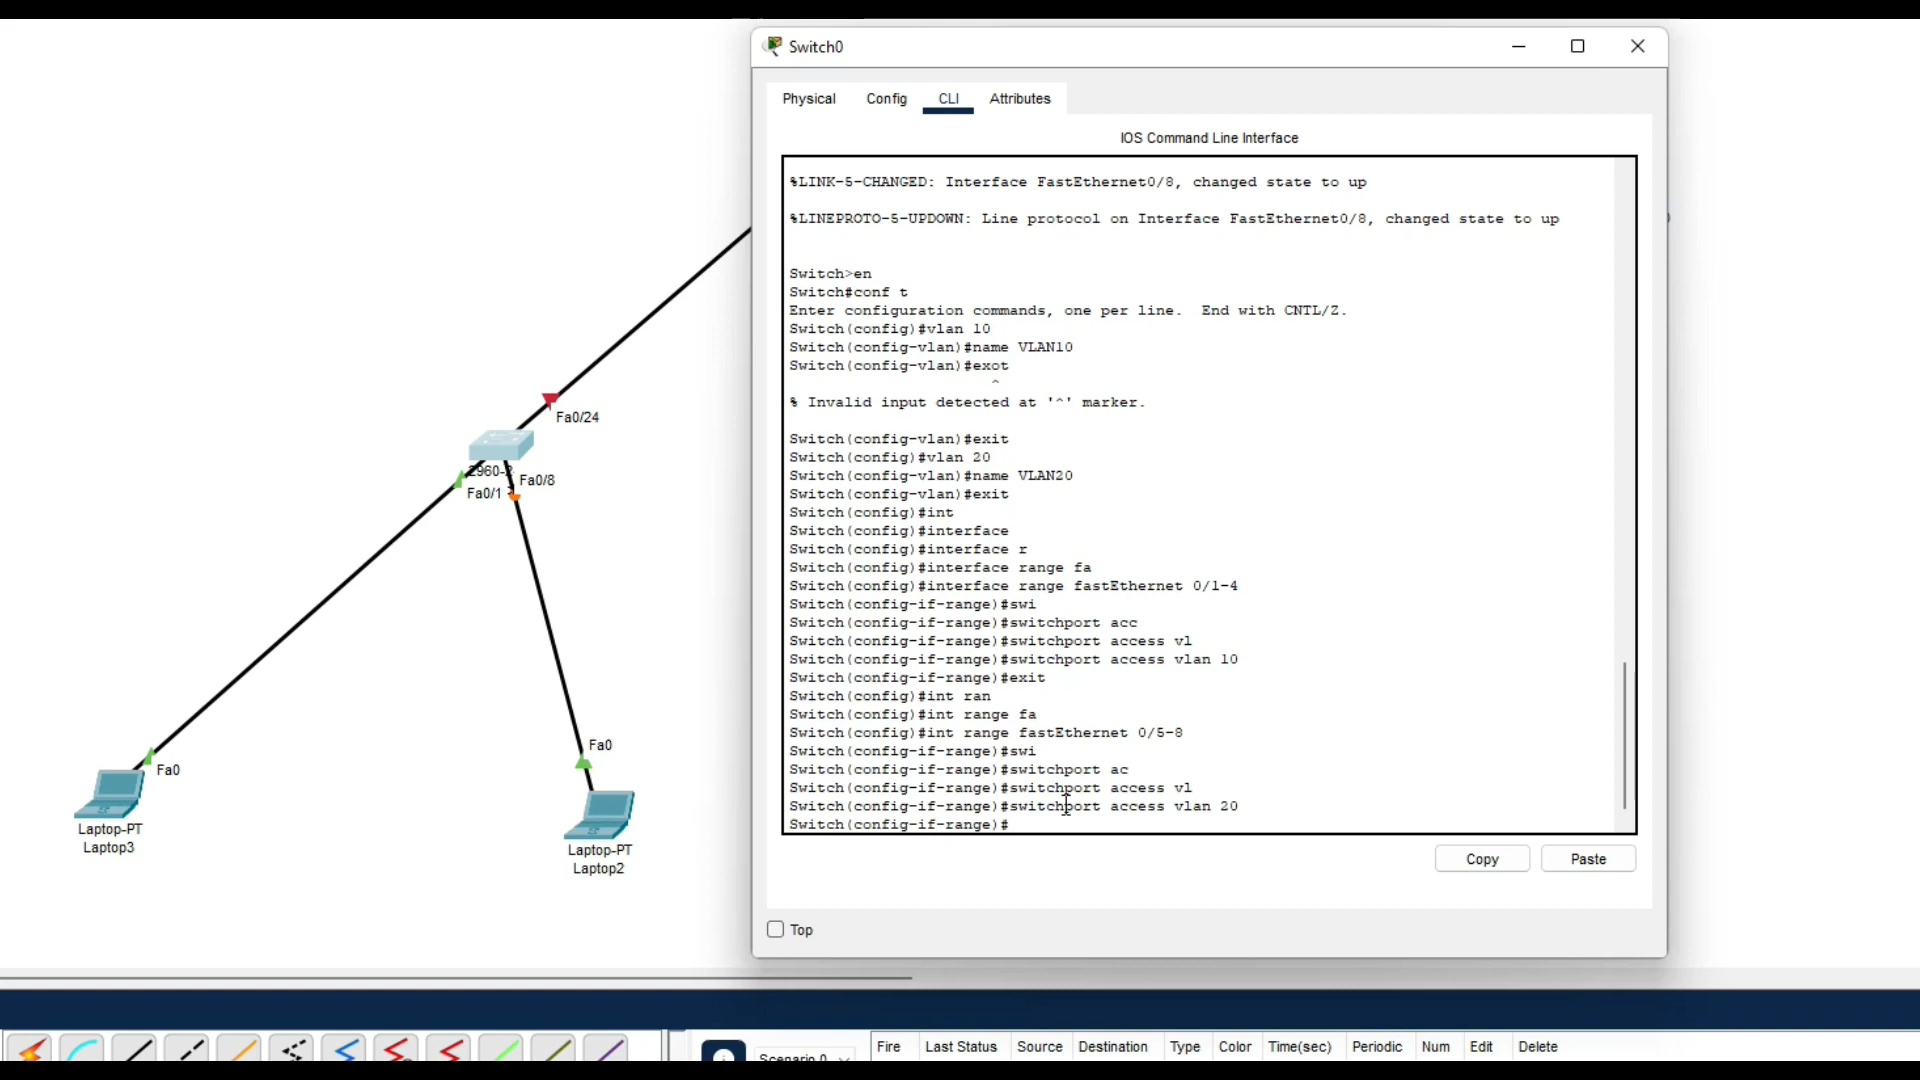 Switch0
Physical Config CLI Attributes
IOS Command Line Interface
%LINK-5-CHANGED: Interface FastEthernet0/8, changed state to up
%LINEPROTO-5-UPDOWN: Line protocol on Interface FastEthernet0/8, changed state to up
Switch>en
Switch#conf t
Enter configuration commands, one per line.  End with CNTL/Z.
Switch(config)#vlan 10
Switch(config-vlan)#name VLAN10
Switch(config-vlan)#exot
^
% Invalid input detected at '^' marker.
Switch(config-vlan)#exit
Switch(config)#vlan 20
Switch(config-vlan)#name VLAN20
Switch(config-vlan)#exit
Switch(config)#int
Switch(config)#interface
Switch(config)#interface r
Switch(config)#interface range fa
Switch(config)#interface range fastEthernet 0/1-4
Switch(config-if-range)#swi
Switch(config-if-range)#switchport acc
Switch(config-if-range)#switchport access vl
Switch(config-if-range)#switchport access vlan 10
Switch(config-if-range)#exit
Switch(config)#int ran
Switch(config)#int range fa
Switch(config)#int range fastEthernet 0/5-8
Switch(config-if-range)#swi
Switch(config-if-range)#switchport ac
Switch(config-if-range)#switchport access vl
Switch(config-if-range)#switchport access vlan 20
Switch(config-if-range)#
Copy Paste
Top
Fa0/24
2960-2
Fa0/8
Fa0/1
Fa0
Fa0
Laptop-PT
Laptop3
Laptop-PT
Laptop2
Scenario 0
Fire Last Status Source Destination Type Color Time(sec) Periodic Num Edit Delete